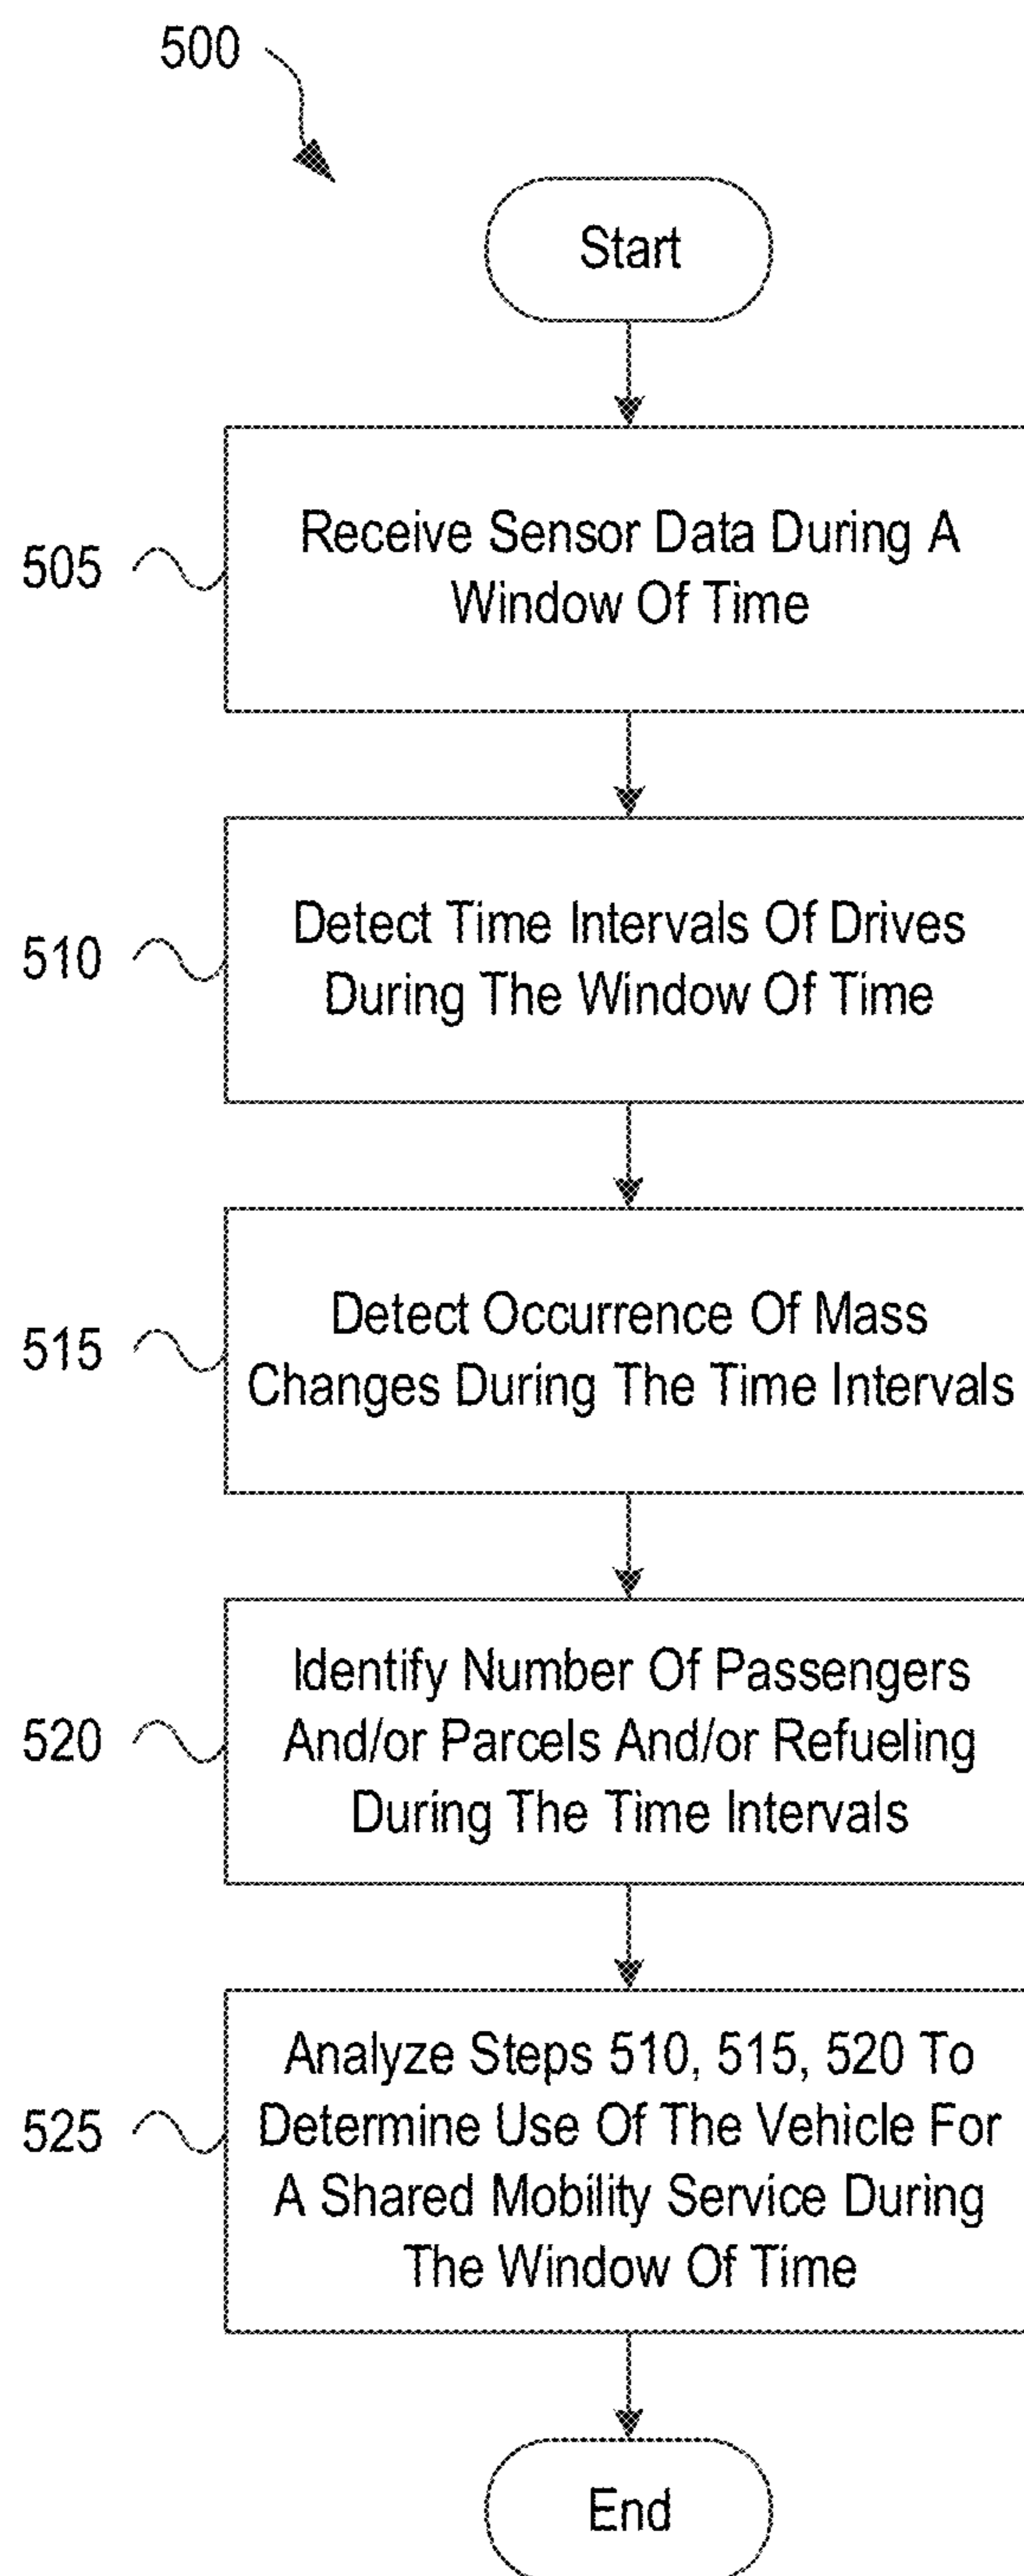 500
Start
505
Receive Sensor Data During A
Window Of Time
510
Detect Time Intervals Of Drives
During The Window Of Time
515
Detect Occurrence Of Mass
Changes During The Time Intervals
520
Identify Number Of Passengers
And/or Parcels And/or Refueling
During The Time Intervals
525
Analyze Steps 510, 515, 520 To
Determine Use Of The Vehicle For
A Shared Mobility Service During
The Window Of Time
End